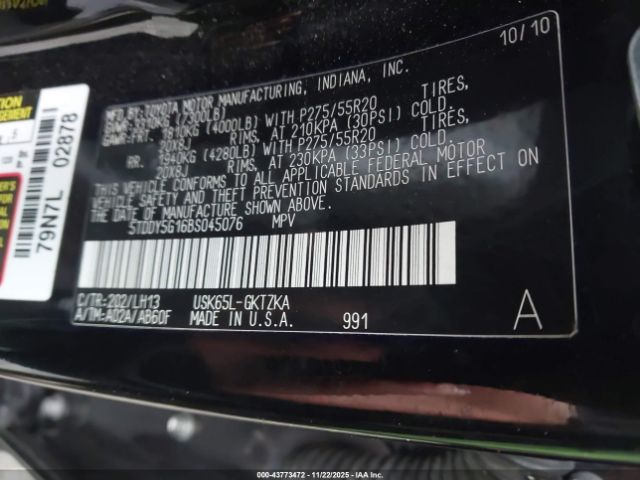 10/10
MFD BY: TOYOTA MOTOR MANUFACTURING, INDIANA, INC.
(7300LB)
GAWR: FRT. 1810KG (4000LB) WITH P275/55R20 TIRES,
20X8J RIMS, AT 210KPA (30PSI) COLD.
RR. 1940KG (4280LB) WITH P275/55R20 TIRES,
20X8J RIMS, AT 230KPA (33PSI) COLD.
THIS VEHICLE CONFORMS TO ALL APPLICABLE FEDERAL MOTOR
VEHICLE SAFETY AND THEFT PREVENTION STANDARDS IN EFFECT ON
THE DATE OF MANUFACTURE SHOWN ABOVE.
5TDDY5G16BS045076 MPV
C/TR:202/LH13 USK65L-GKTZKA
A/TM:A02A/AB60F MADE IN U.S.A. 991 A
79N7L 02878
000-43773472 11/22/2025 IAA Inc.